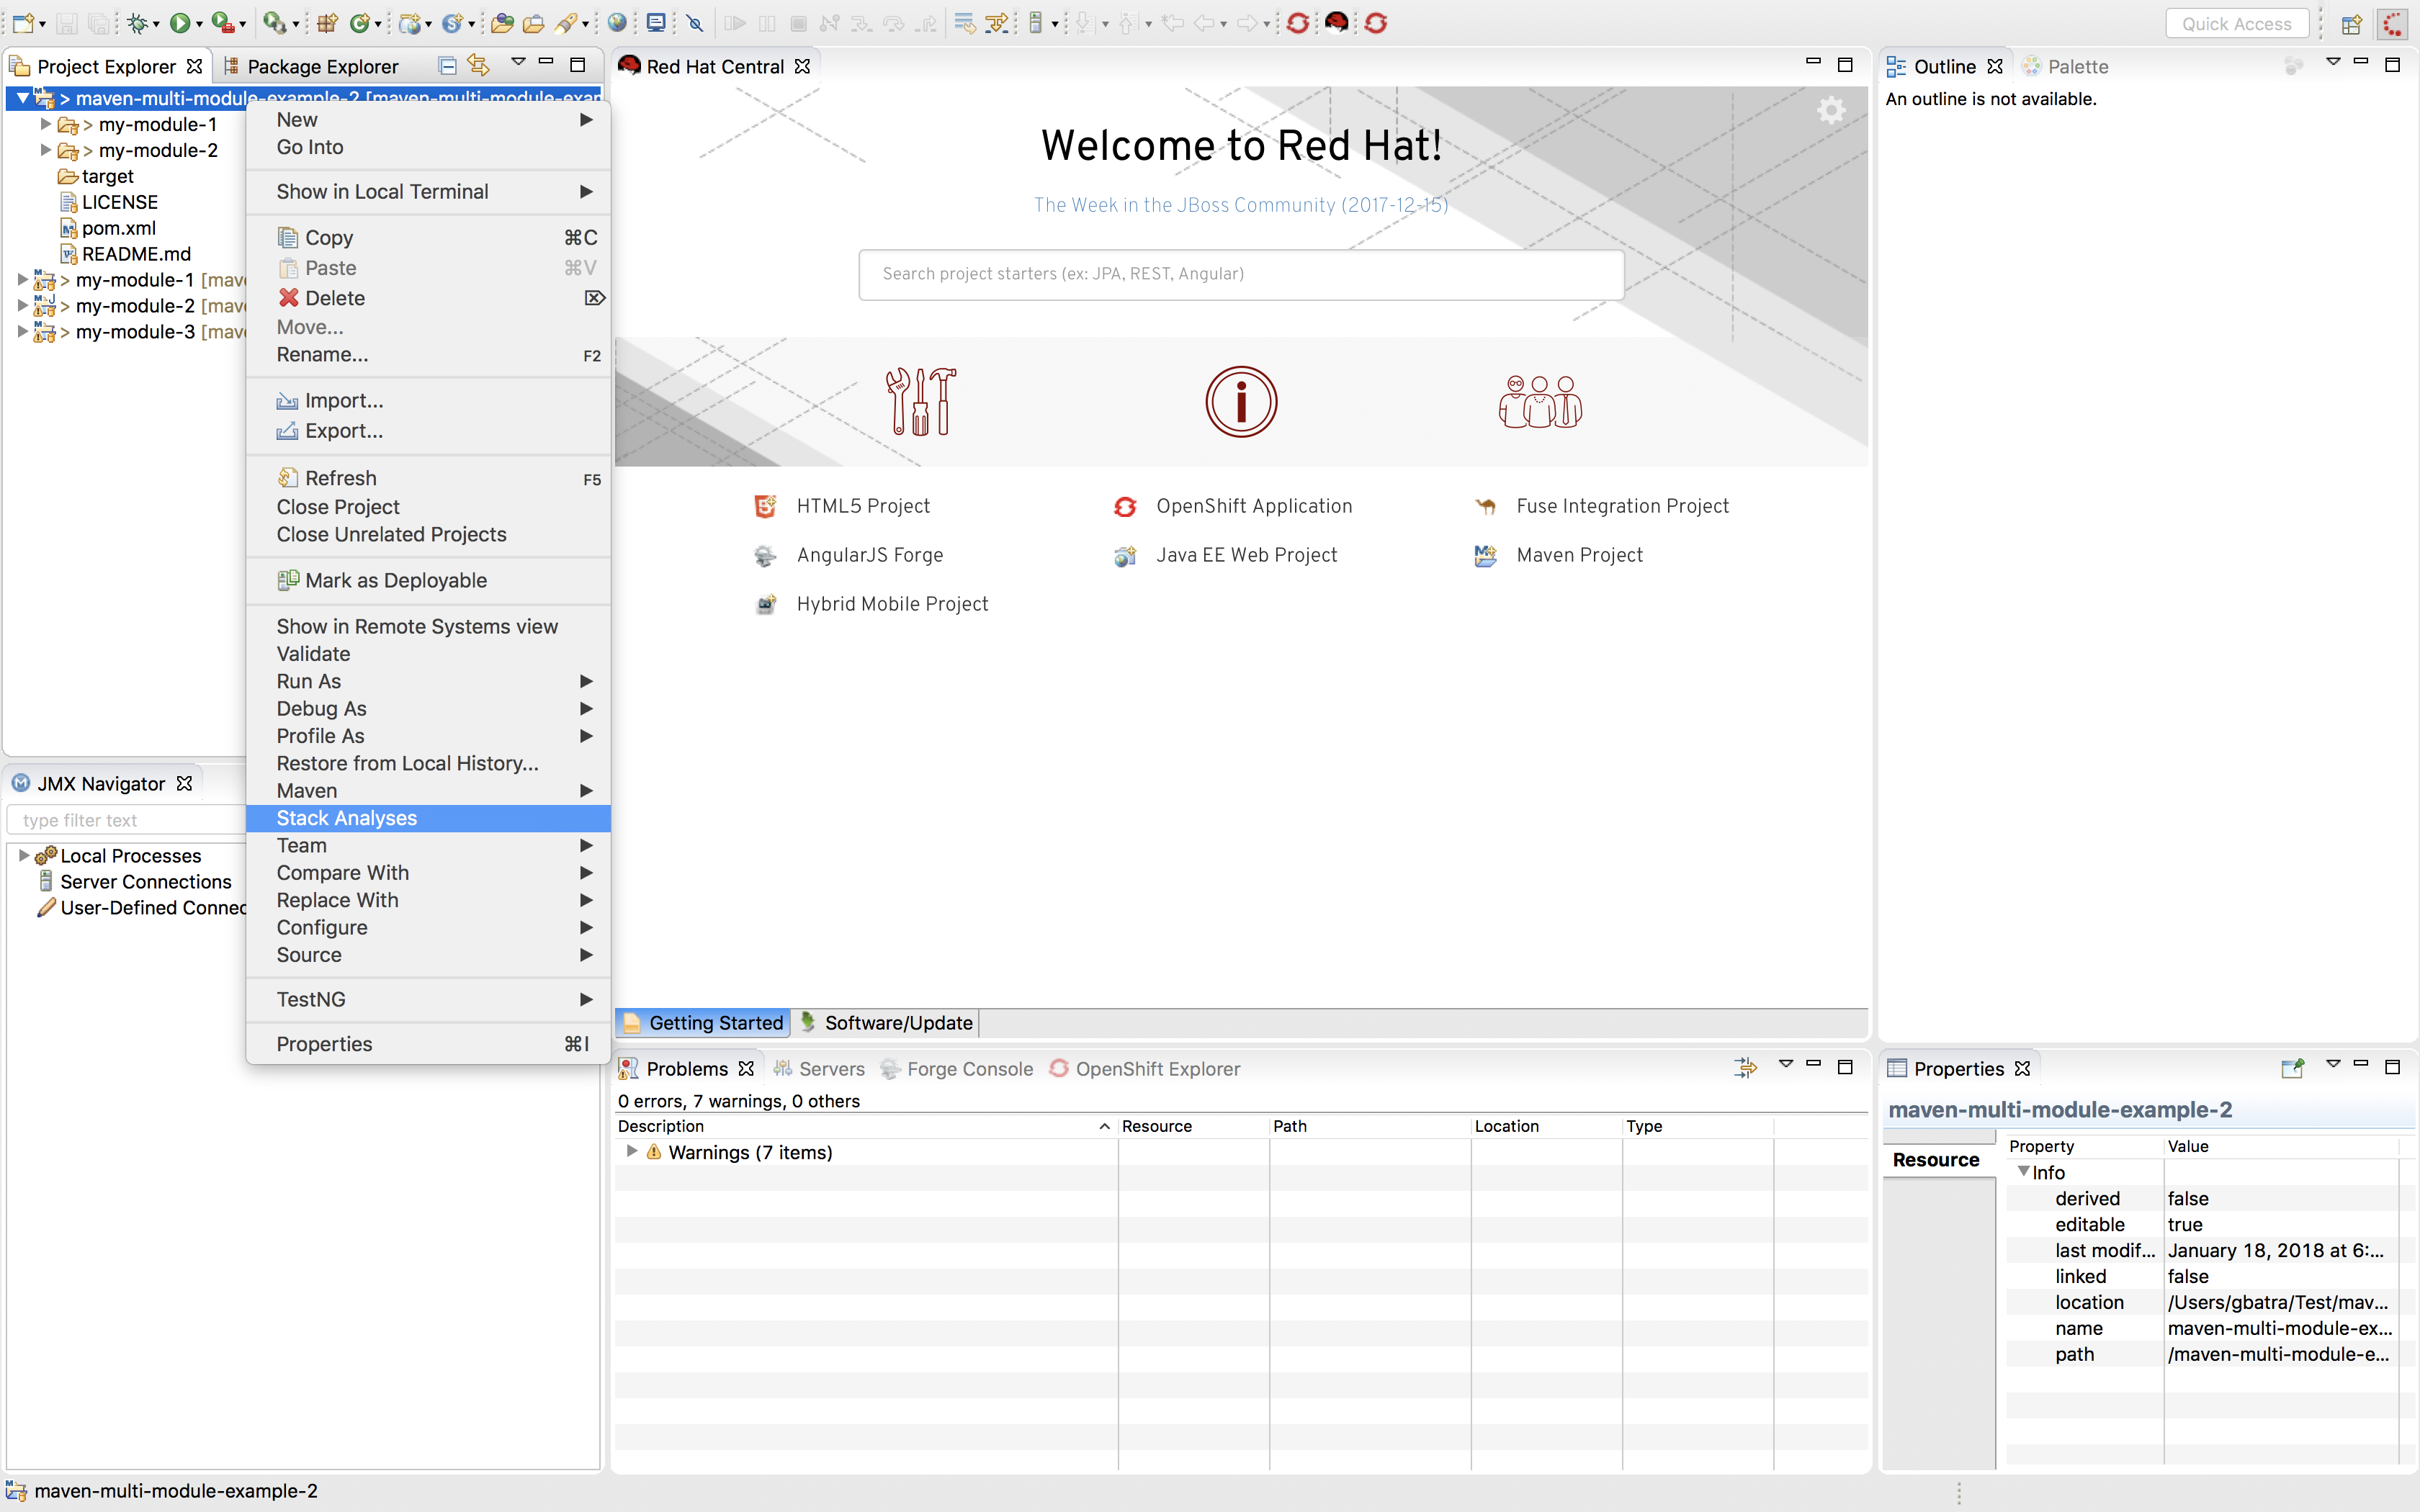 Quick Access
Project Explorer
Package Explorer
> maven-multi-module-example-2 [maven-multi-module-exam
> my-module-1
> my-module-2
target
LICENSE
pom.xml
README.md
> my-module-1 [mav
> my-module-2 [mav
> my-module-3 [mav
New
Go Into
Show in Local Terminal
Copy ⌘C
Paste ⌘V
Delete
Move...
Rename... F2
Import...
Export...
Refresh F5
Close Project
Close Unrelated Projects
Mark as Deployable
Show in Remote Systems view
Validate
Run As
Debug As
Profile As
Restore from Local History...
Maven
Stack Analyses
Team
Compare With
Replace With
Configure
Source
TestNG
Properties ⌘I
JMX Navigator
type filter text
Local Processes
Server Connections
User-Defined Connec
Red Hat Central
Welcome to Red Hat!
The Week in the JBoss Community (2017-12-15)
Search project starters (ex: JPA, REST, Angular)
HTML5 Project
OpenShift Application
Fuse Integration Project
AngularJS Forge
Java EE Web Project
Maven Project
Hybrid Mobile Project
Getting Started
Software/Update
Problems
Servers
Forge Console
OpenShift Explorer
0 errors, 7 warnings, 0 others
Description Resource Path Location Type
Warnings (7 items)
Outline
Palette
An outline is not available.
Properties
maven-multi-module-example-2
Resource
Property Value
Info
derived false
editable true
last modif... January 18, 2018 at 6:...
linked false
location /Users/gbatra/Test/mav...
name maven-multi-module-ex...
path /maven-multi-module-e...
maven-multi-module-example-2